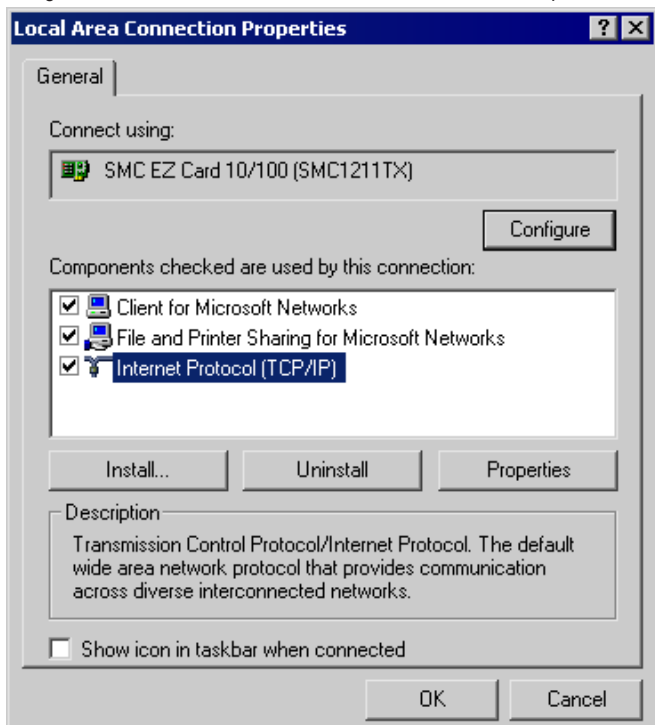 Local Area Connection Properties
General
Connect using:
SMC EZ Card 10/100 (SMC1211TX)
Configure
Components checked are used by this connection:
Client for Microsoft Networks
File and Printer Sharing for Microsoft Networks
Internet Protocol (TCP/IP)
Install... Uninstall Properties
Description
Transmission Control Protocol/Internet Protocol. The default
wide area network protocol that provides communication
across diverse interconnected networks.
Show icon in taskbar when connected
OK Cancel